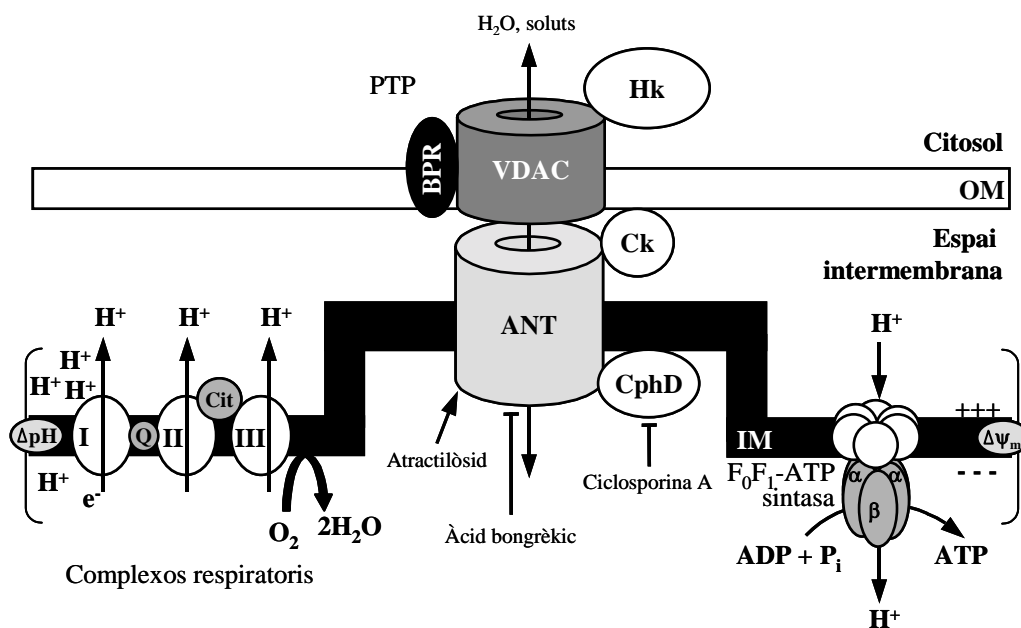 H₂O, soluts
PTP
Hk
BPR
VDAC
Citosol
OM
Ck
Espai
intermembrana
ANT
H⁺
H⁺
H⁺
H⁺
H⁺
H⁺ H⁺
CphD
Cit
+++
ΔpH
I
Q
II
III
IM
Δψₘ
Atractilòsid
Ciclosporina A
F₀F₁-ATP
sintasa
- - -
H⁺
e⁻
α
α
β
O₂
2H₂O
Àcid bongrèkic
ADP + Pᵢ
ATP
Complexos respiratoris
H⁺